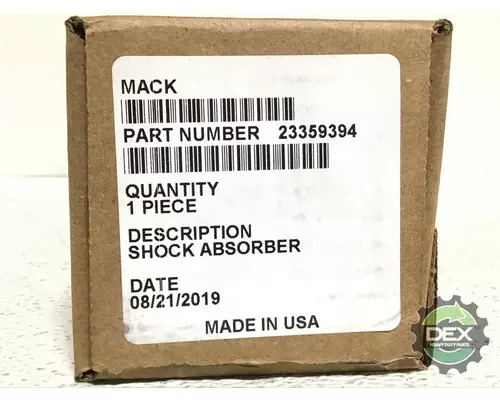 MACK
PART NUMBER 23359394
QUANTITY
1 PIECE
DESCRIPTION
SHOCK ABSORBER
DATE
08/21/2019
MADE IN USA
DEX
HEAVY DUTY PARTS